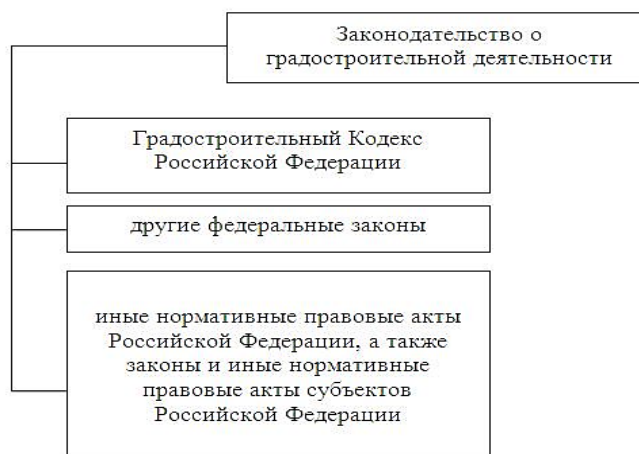 Законодательство о
градостроительной деятельности
Градостроительный Кодекс
Российской Федерации
другие федеральные законы
иные нормативные правовые акты
Российской Федерации, а также
законы и иные нормативные
правовые акты субъектов
Российской Федерации